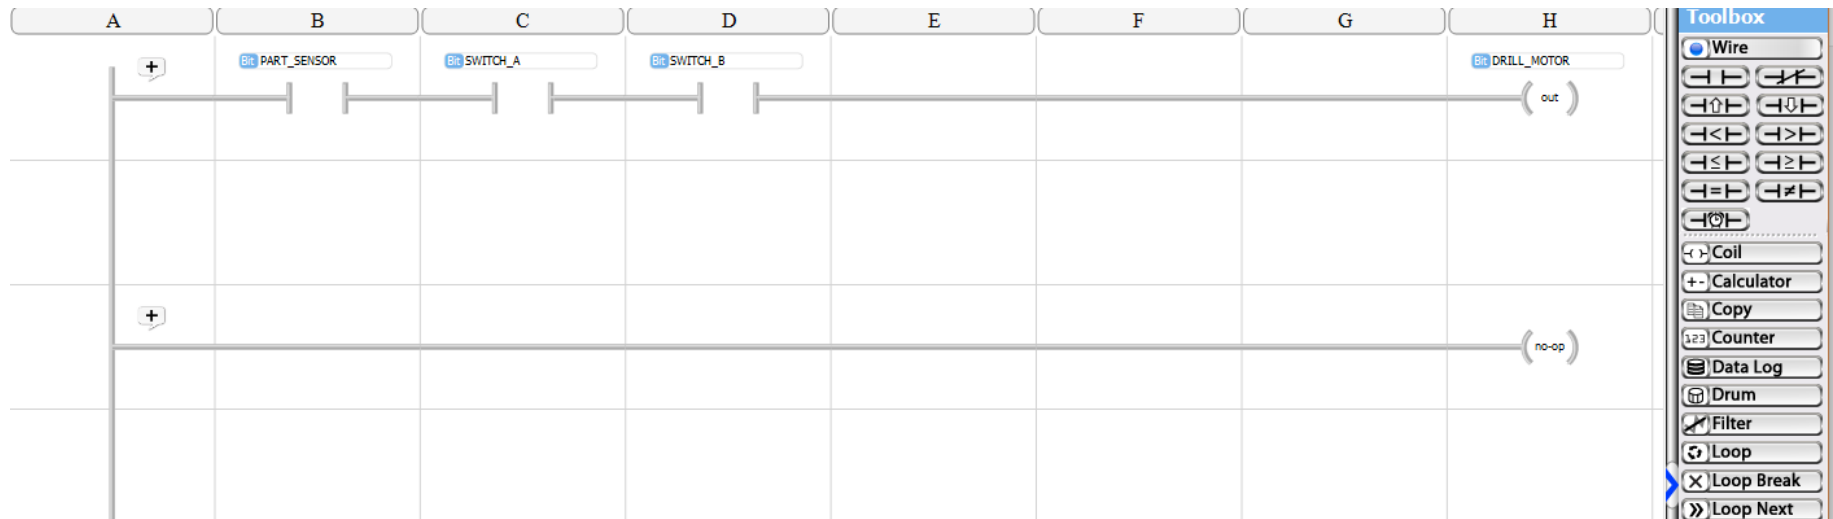 A B C D E F G H Toolbox
Wire
Bit PART_SENSOR Bit SWITCH_A Bit SWITCH_B Bit DRILL_MOTOR
+
out
< >
≤ ≥
= ≠
Coil
+- Calculator
Copy
+
123 Counter
no-op
Data Log
Drum
Filter
Loop
Loop Break
Loop Next